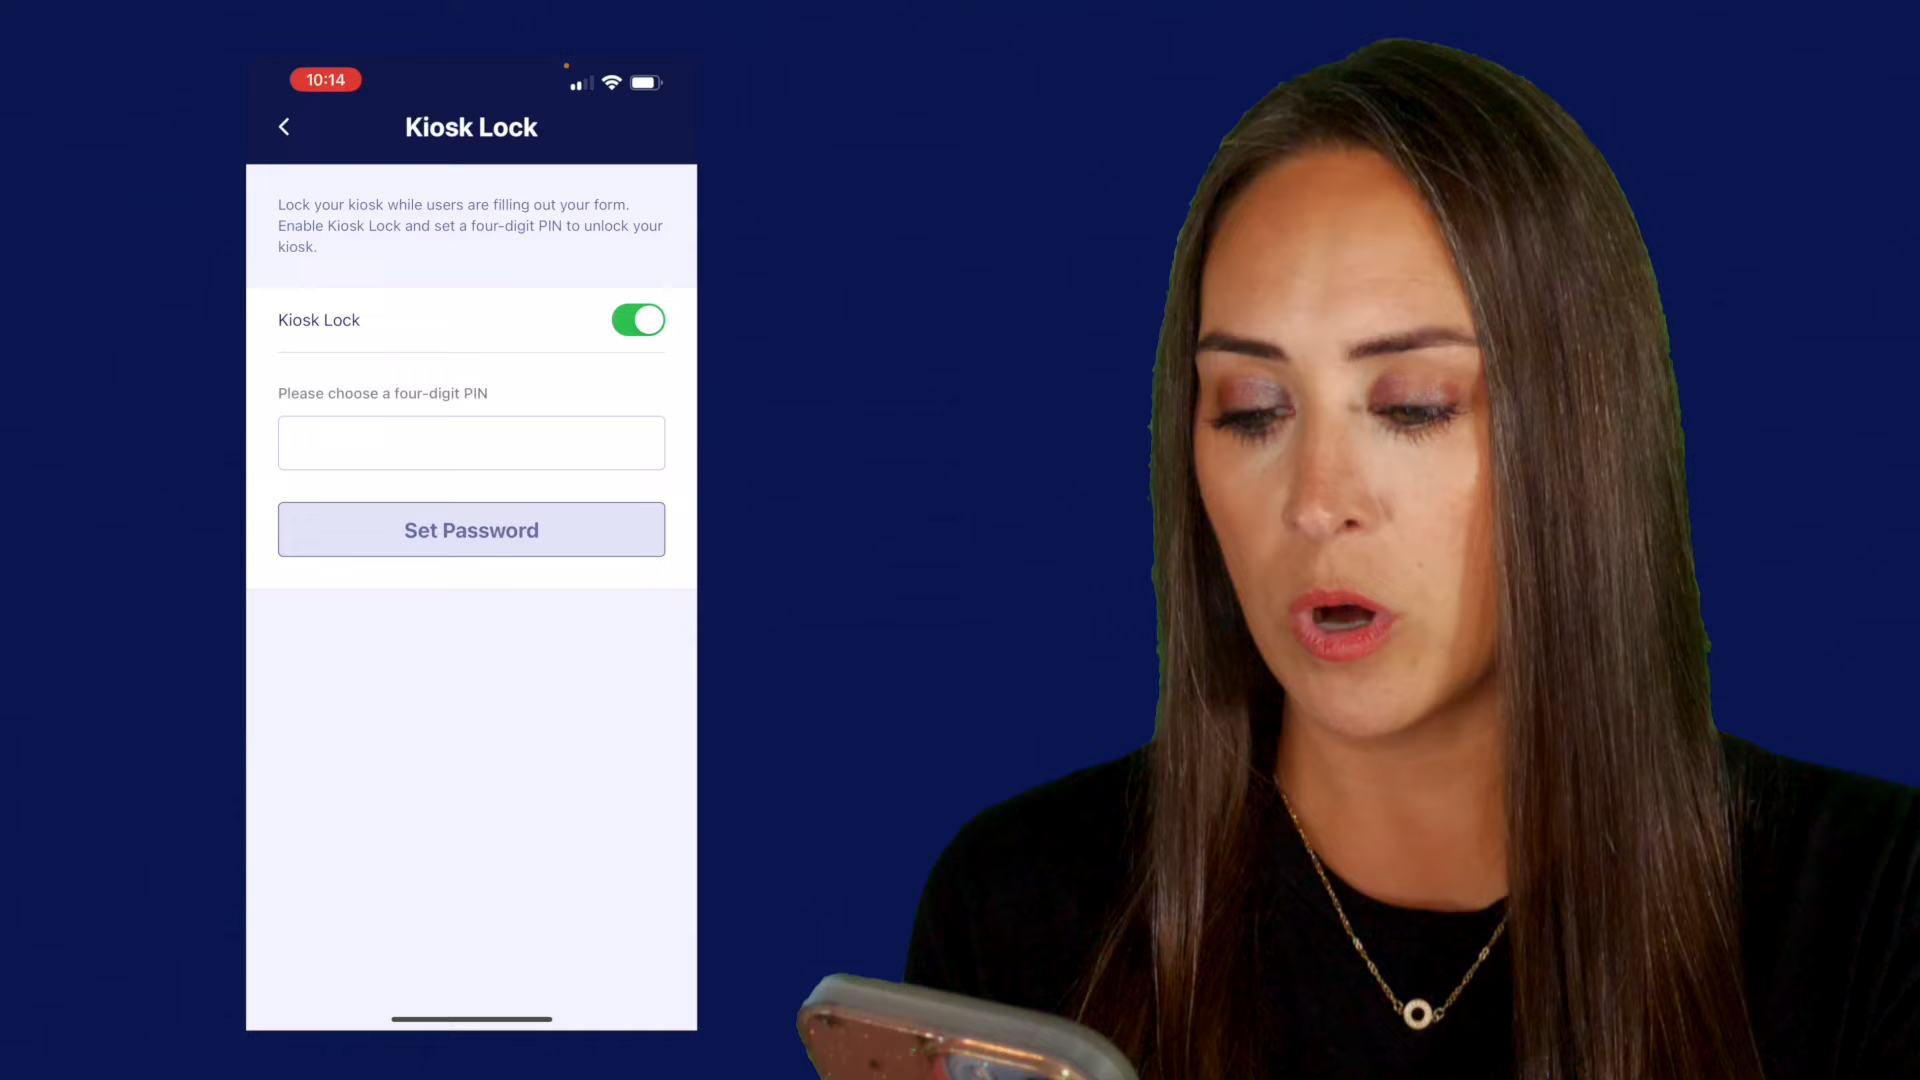 10:14
Kiosk Lock
Lock your kiosk while users are filling out your form.
Enable Kiosk Lock and set a four-digit PIN to unlock your
kiosk.
Kiosk Lock
Please choose a four-digit PIN
Set Password